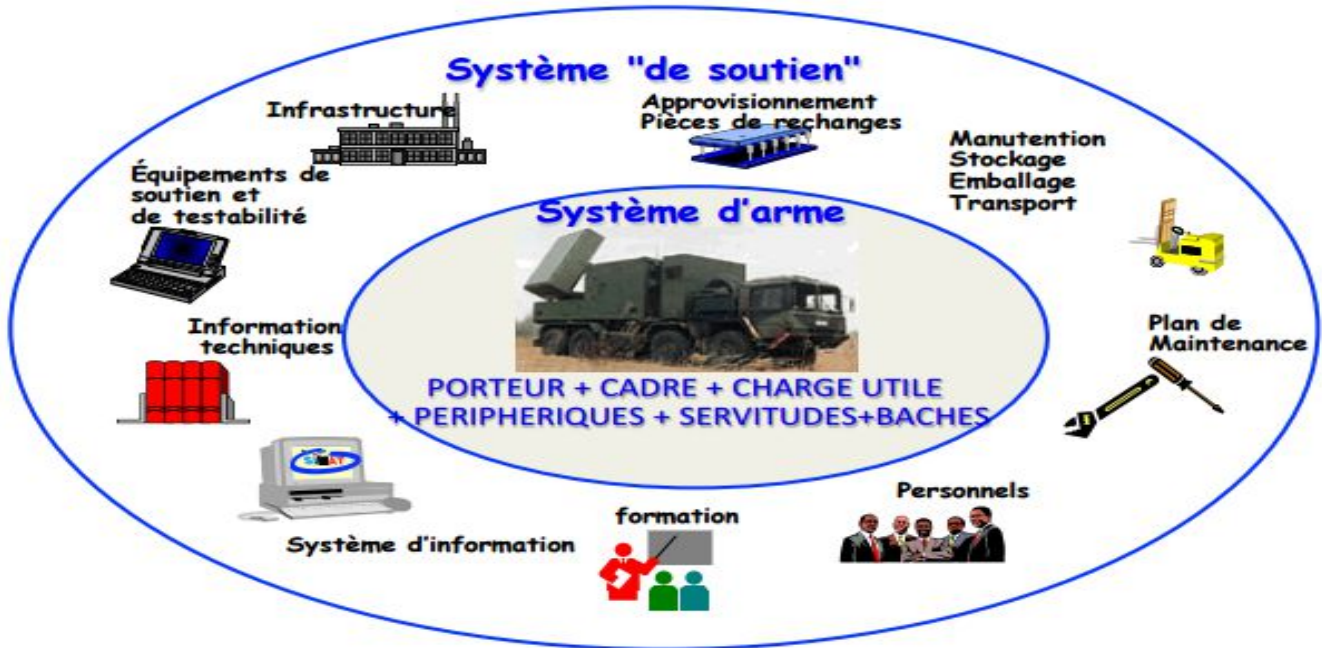 Système "de soutien"
Infrastructure
Approvisionnement
Pièces de rechanges
Manutention
Stockage
Emballage
Transport
Équipements de
soutien et
de testabilité
Système d'arme
Information
techniques
Plan de
Maintenance
PORTEUR + CADRE + CHARGE UTILE
+ PERIPHERIQUES + SERVITUDES+BACHES
Personnels
formation
Système d'information